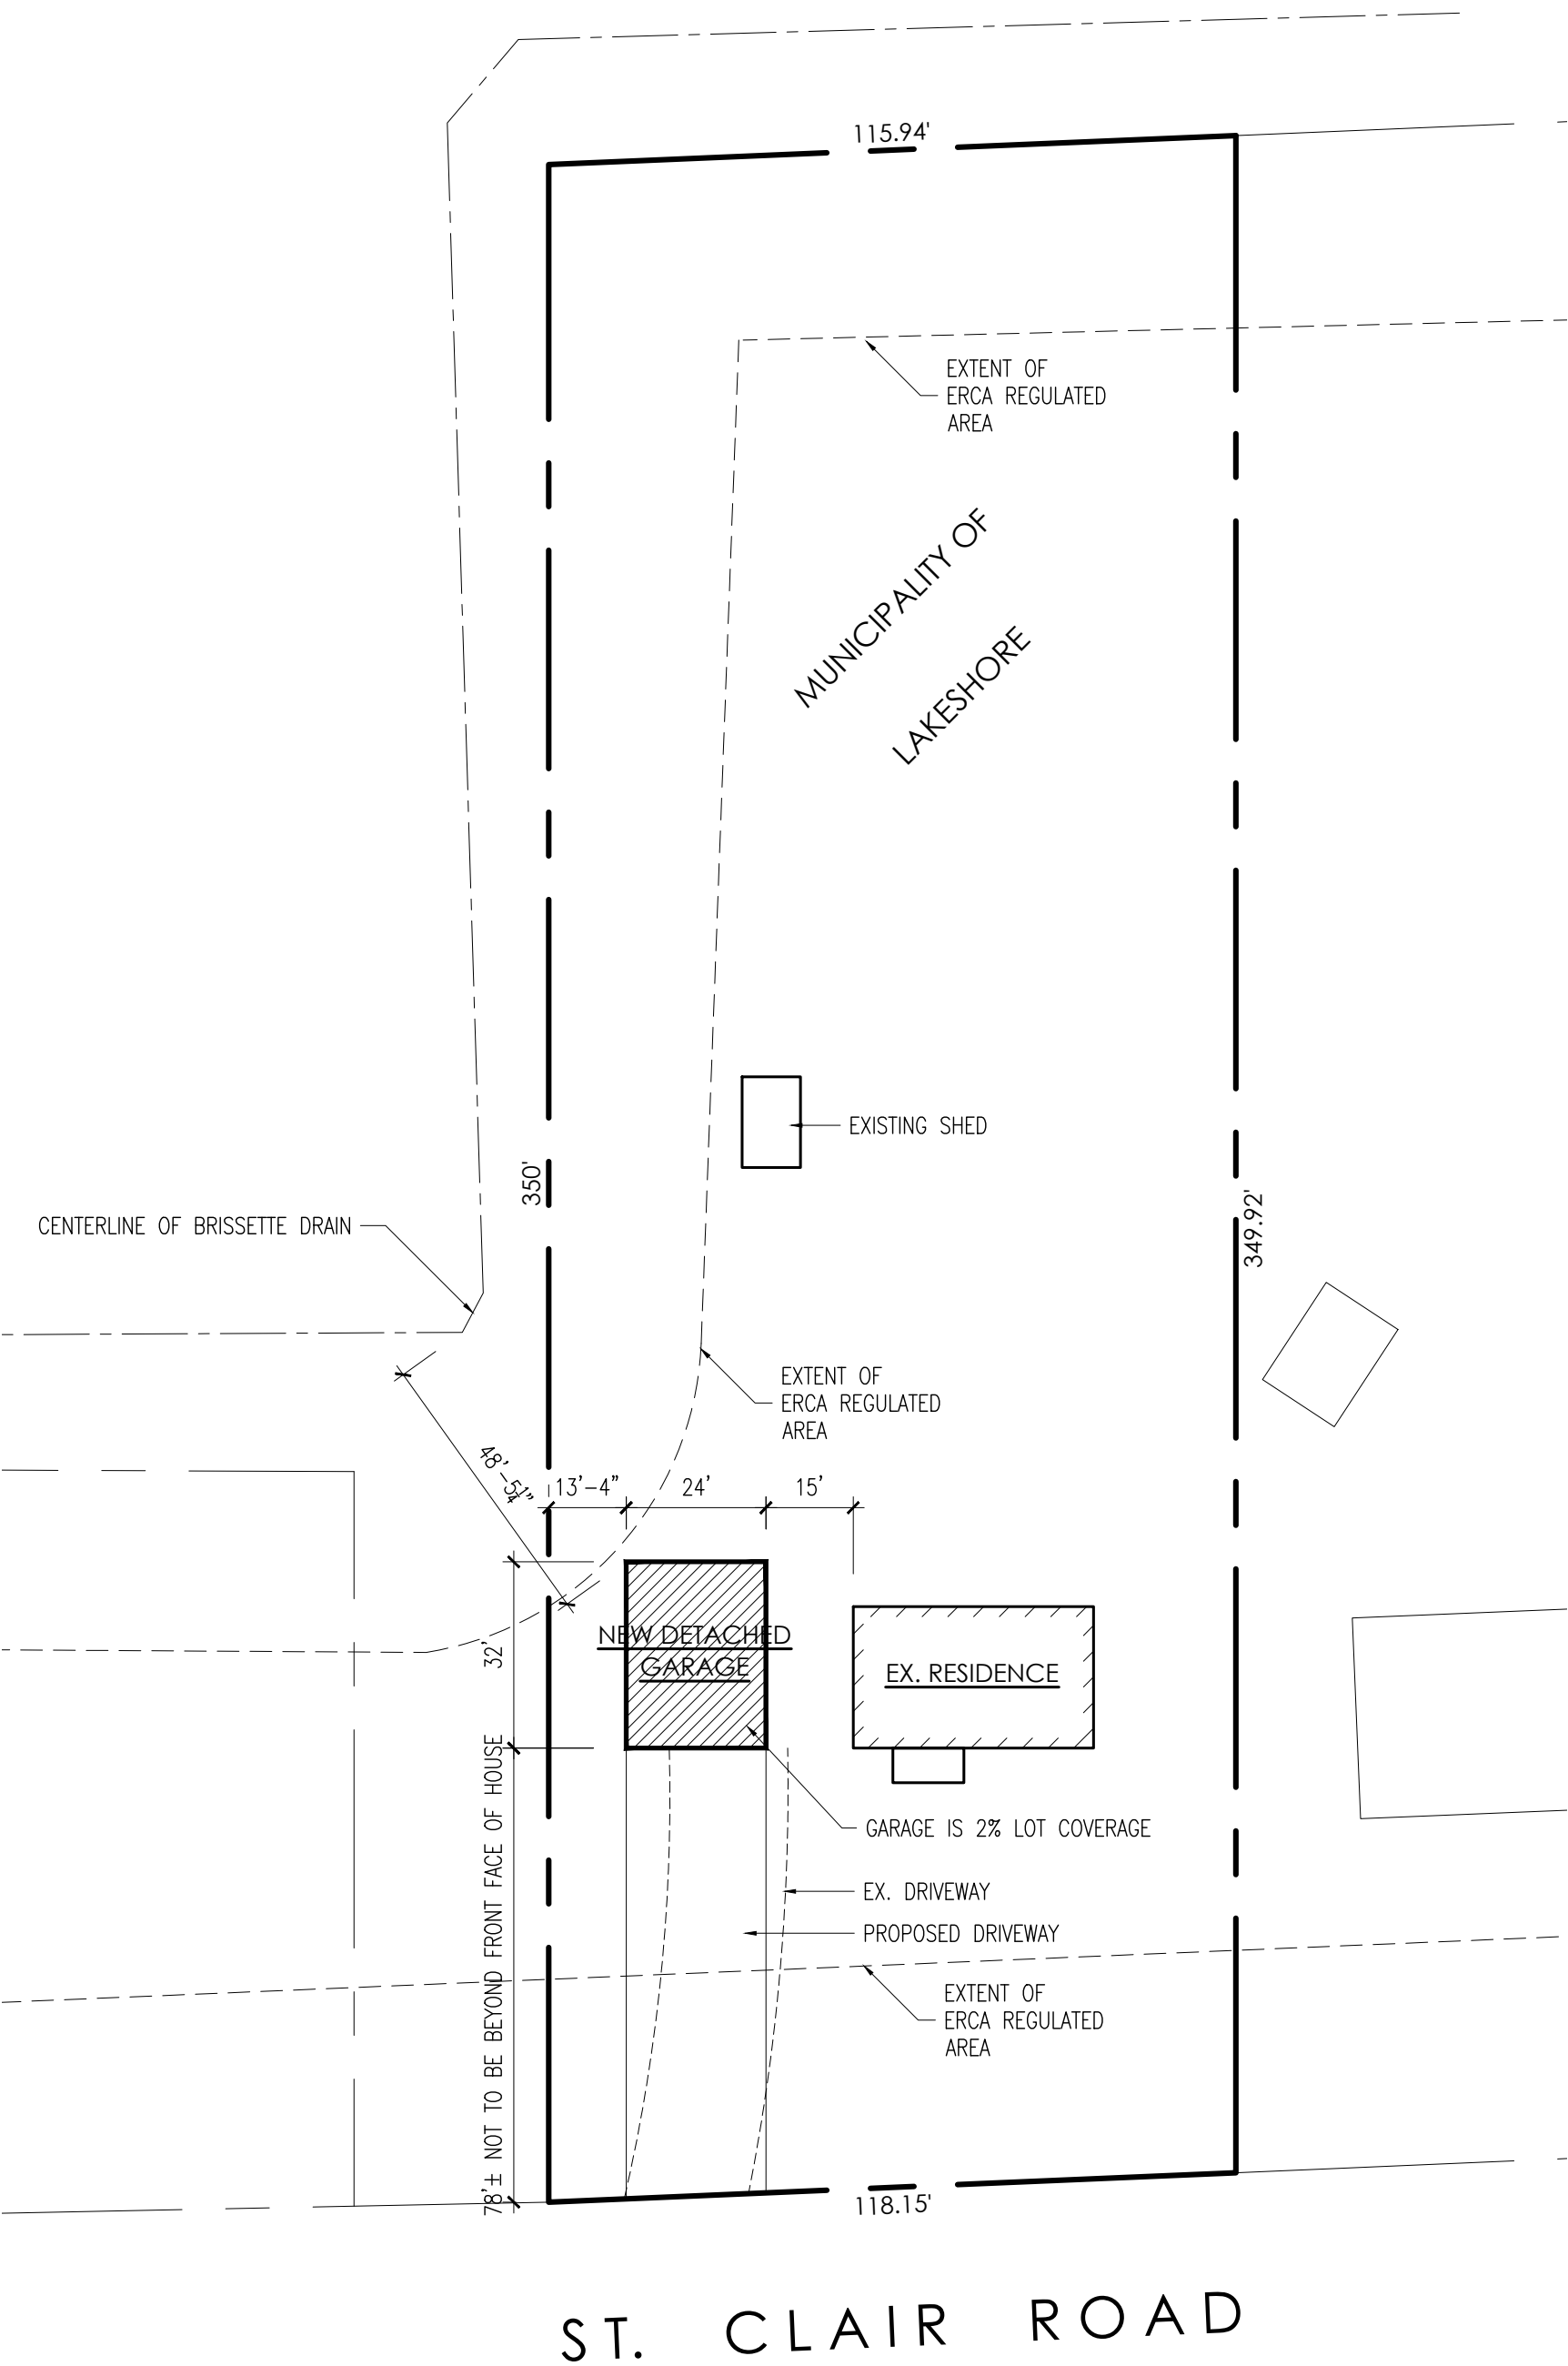 115.94'
EXTENT OF
ERCA REGULATED
AREA
MUNICIPALITY OF
LAKESHORE
EXISTING SHED
350'
349.92'
CENTERLINE OF BRISSETTE DRAIN
EXTENT OF
ERCA REGULATED
AREA
48'-5¼"
13'-4"
24'
15'
32'
NEW DETACHED
GARAGE
EX. RESIDENCE
78'± NOT TO BE BEYOND FRONT FACE OF HOUSE
GARAGE IS 2% LOT COVERAGE
EX. DRIVEWAY
PROPOSED DRIVEWAY
EXTENT OF
ERCA REGULATED
AREA
118.15'
ST. CLAIR ROAD